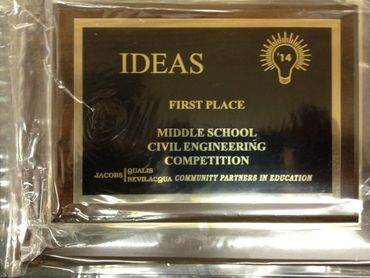 IDEAS
'14
FIRST PLACE
MIDDLE SCHOOL
CIVIL ENGINEERING
COMPETITION
JACOBS | QUALIS
BEVILACQUA COMMUNITY PARTNERS IN EDUCATION